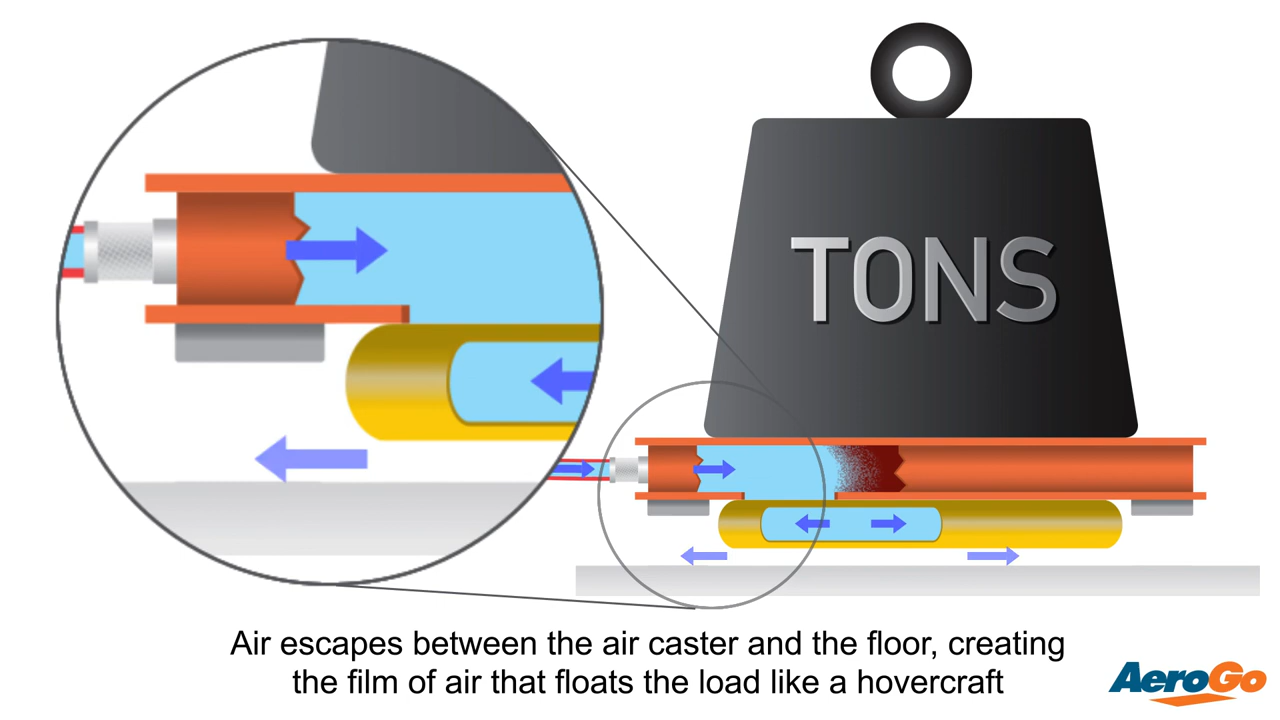 TONS
Air escapes between the air caster and the floor, creating
the film of air that floats the load like a hovercraft
AeroGo